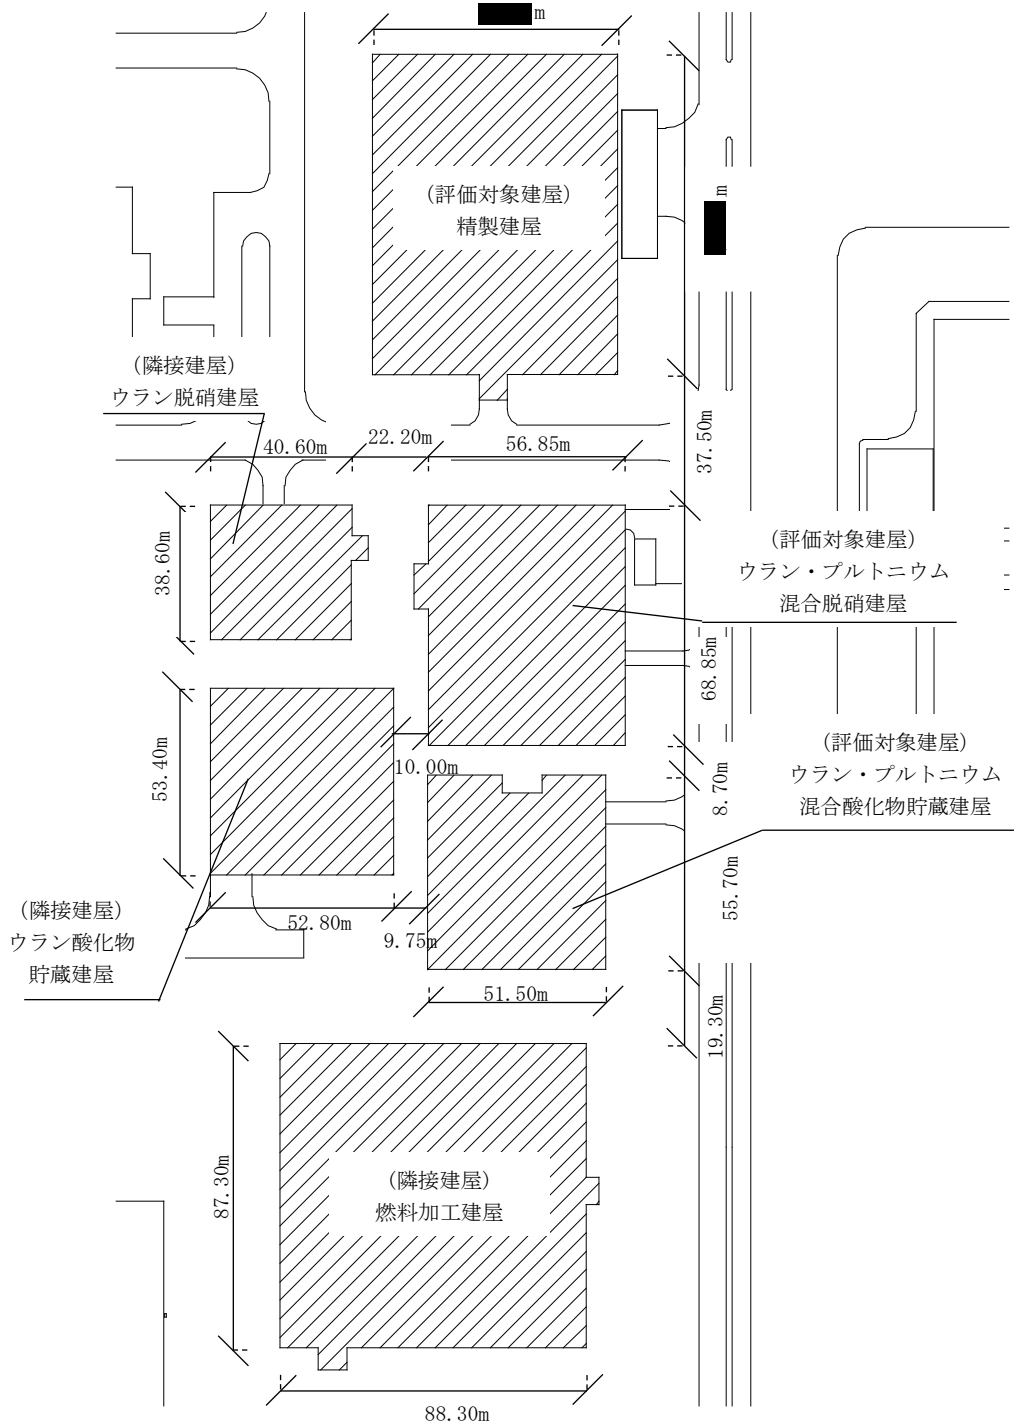 m
(評価対象建屋)
精製建屋
m
(隣接建屋)
ウラン脱硝建屋
40.60m
22.20m
56.85m
37.50m
38.60m
(評価対象建屋)
ウラン・プルトニウム
混合脱硝建屋
68.85m
53.40m
10.00m
8.70m
(評価対象建屋)
ウラン・プルトニウム
混合酸化物貯蔵建屋
55.70m
(隣接建屋)
ウラン酸化物
貯蔵建屋
52.80m
9.75m
51.50m
19.30m
87.30m
(隣接建屋)
燃料加工建屋
88.30m